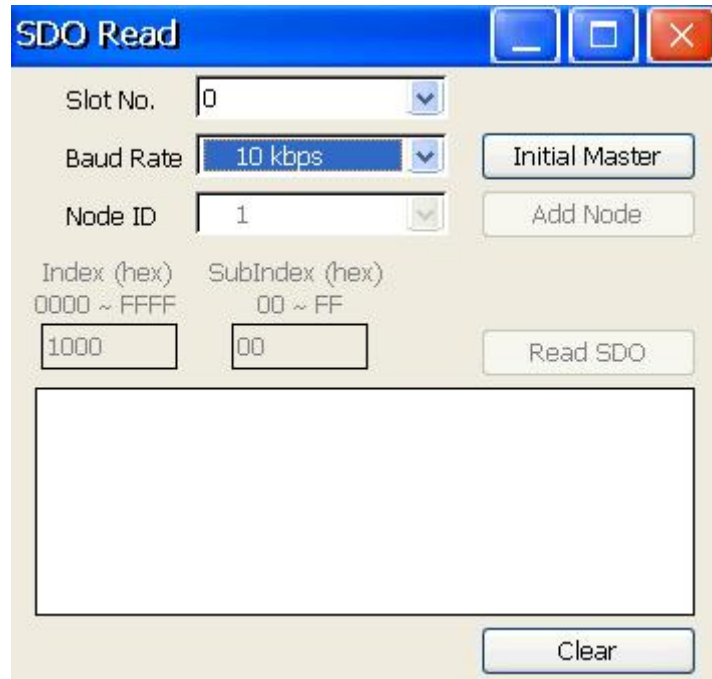 SDO Read
Slot No. 0
Baud Rate 10 kbps Initial Master
Node ID 1 Add Node
Index (hex) SubIndex (hex)
0000 ~ FFFF 00 ~ FF
1000 00 Read SDO
Clear